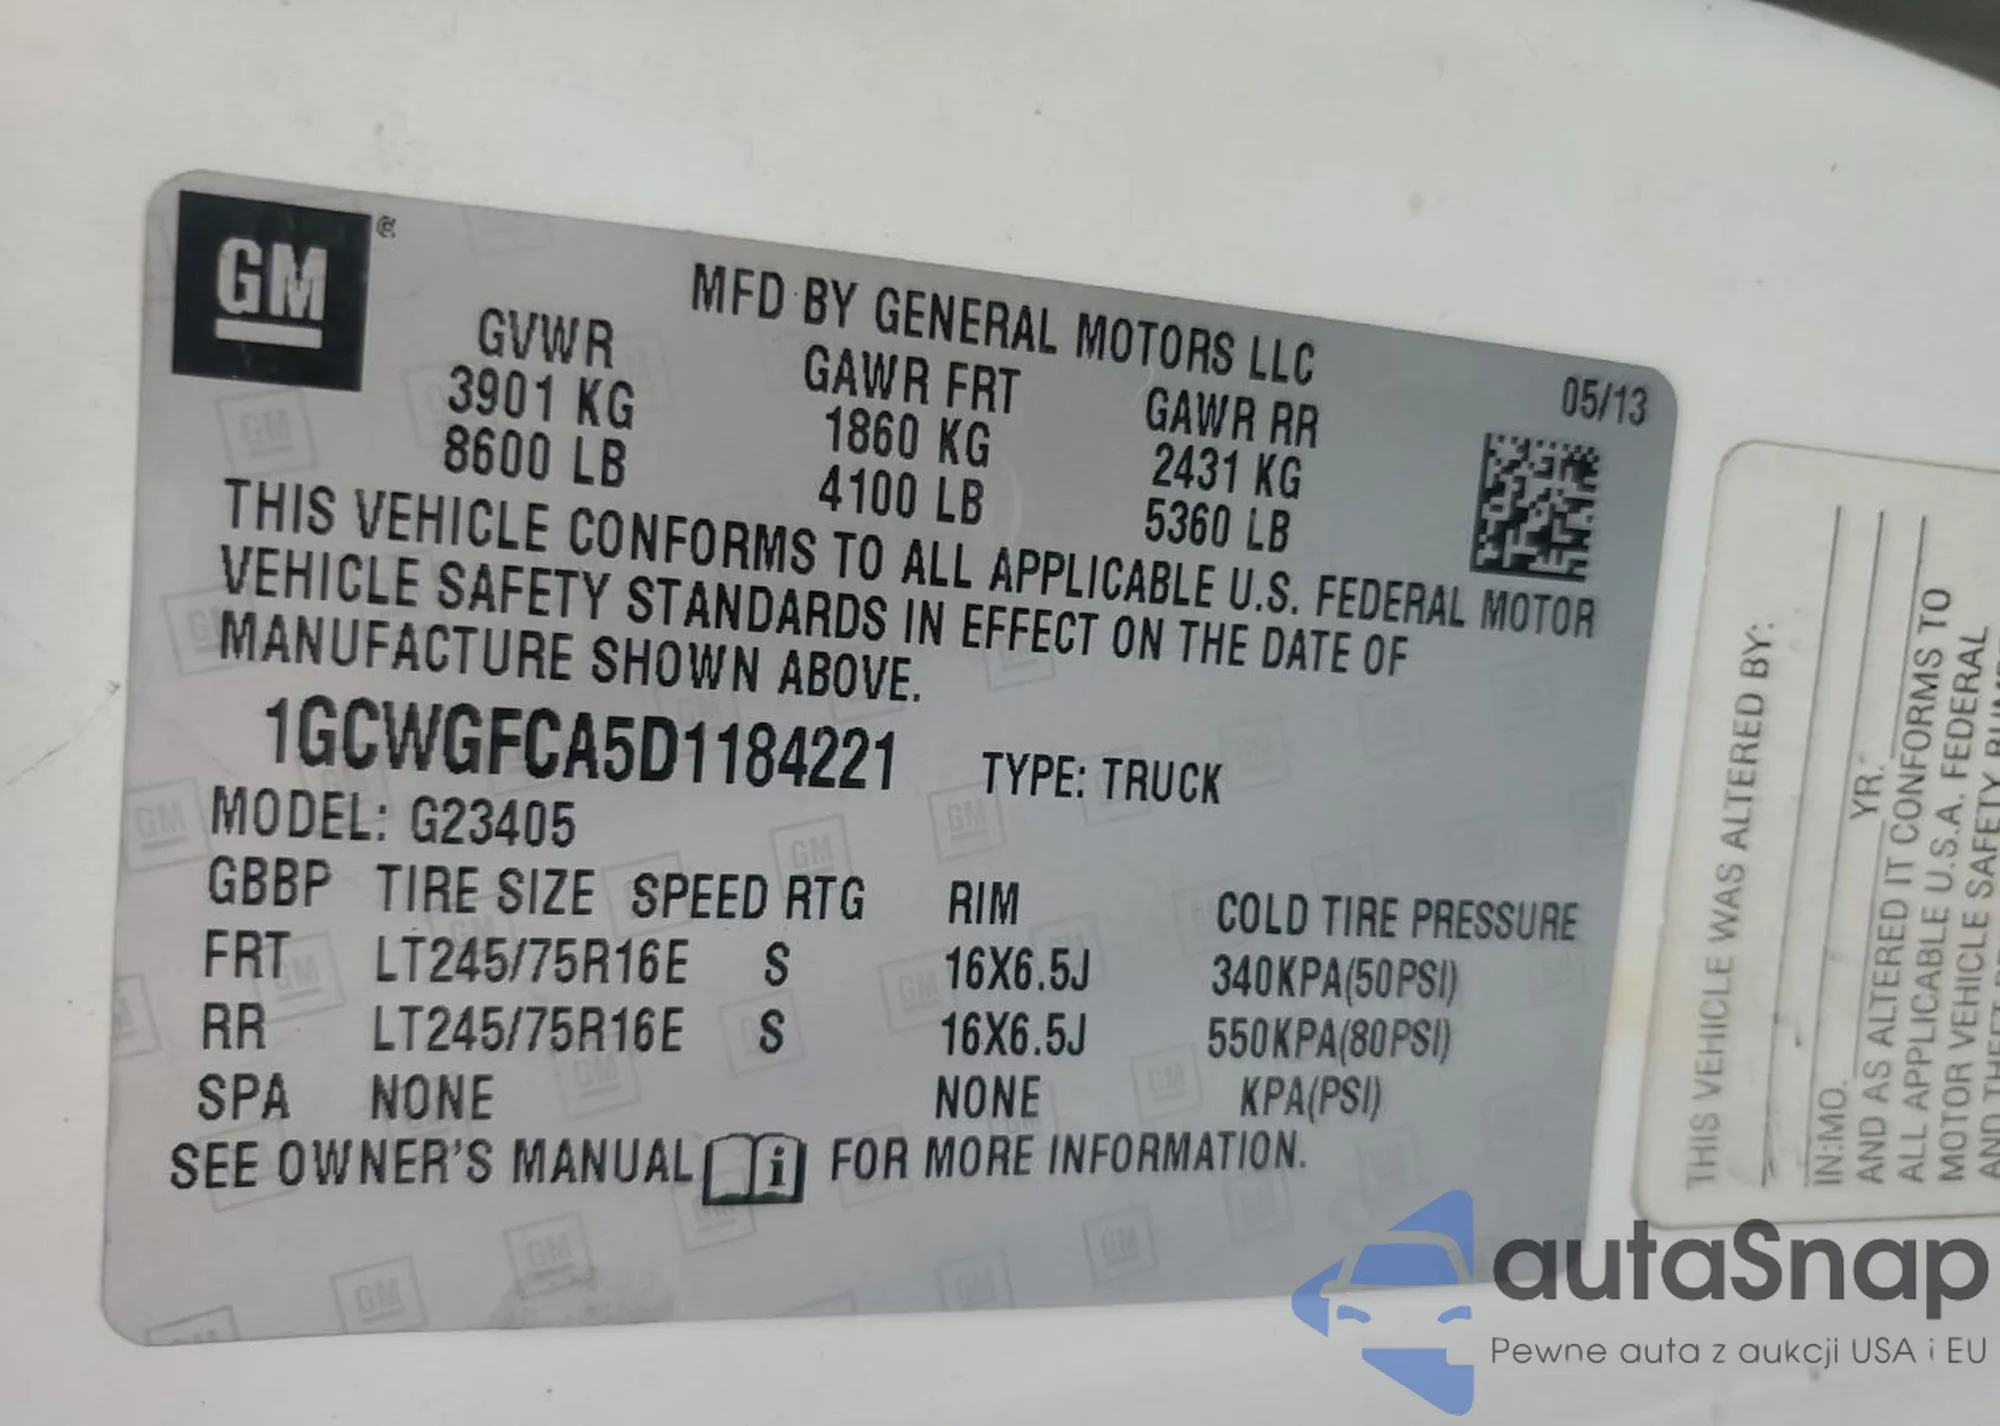 GM
MFD BY GENERAL MOTORS LLC
05/13
GVWR GAWR FRT GAWR RR
3901 KG 1860 KG 2431 KG
8600 LB 4100 LB 5360 LB
THIS VEHICLE CONFORMS TO ALL APPLICABLE U.S. FEDERAL MOTOR
VEHICLE SAFETY STANDARDS IN EFFECT ON THE DATE OF
MANUFACTURE SHOWN ABOVE.
1GCWGFCA5D1184221 TYPE: TRUCK
MODEL: G23405
GBBP TIRE SIZE SPEED RTG RIM COLD TIRE PRESSURE
FRT LT245/75R16E S 16X6.5J 340KPA(50PSI)
RR LT245/75R16E S 16X6.5J 550KPA(80PSI)
SPA NONE NONE KPA(PSI)
SEE OWNER'S MANUAL i FOR MORE INFORMATION.
THIS VEHICLE WAS ALTERED BY:
IN:MO. YR.
AND AS ALTERED IT CONFORMS TO
ALL APPLICABLE U.S.A. FEDERAL
MOTOR VEHICLE SAFETY
AND THEFT
autaSnap
Pewne auta z aukcji USA i EU